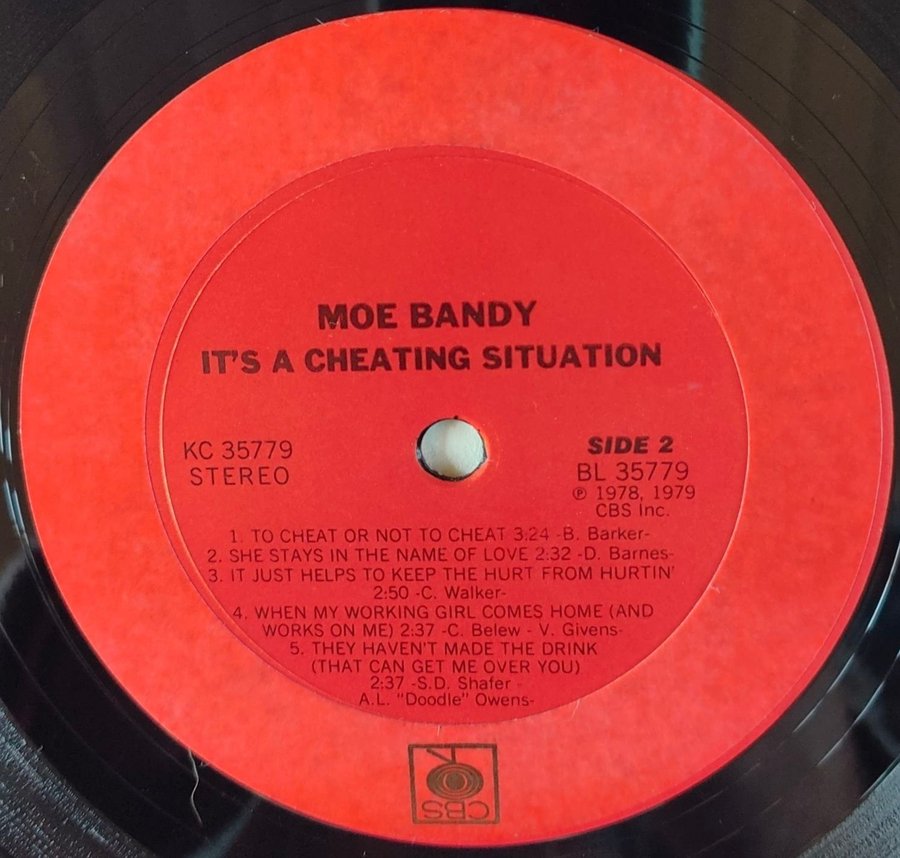 MOE BANDY
IT'S A CHEATING SITUATION
KC 35779
STEREO
SIDE 2
BL 35779
℗ 1978, 1979
CBS Inc.
1. TO CHEAT OR NOT TO CHEAT 3:24 -B. Barker-
2. SHE STAYS IN THE NAME OF LOVE 2:32 -D. Barnes-
3. IT JUST HELPS TO KEEP THE HURT FROM HURTIN'
2:50 -C. Walker-
4. WHEN MY WORKING GIRL COMES HOME (AND
WORKS ON ME) 2:37 -C. Belew - V. Givens-
5. THEY HAVEN'T MADE THE DRINK
(THAT CAN GET ME OVER YOU)
2:37 -S.D. Shafer -
A.L. "Doodle" Owens-
CBS